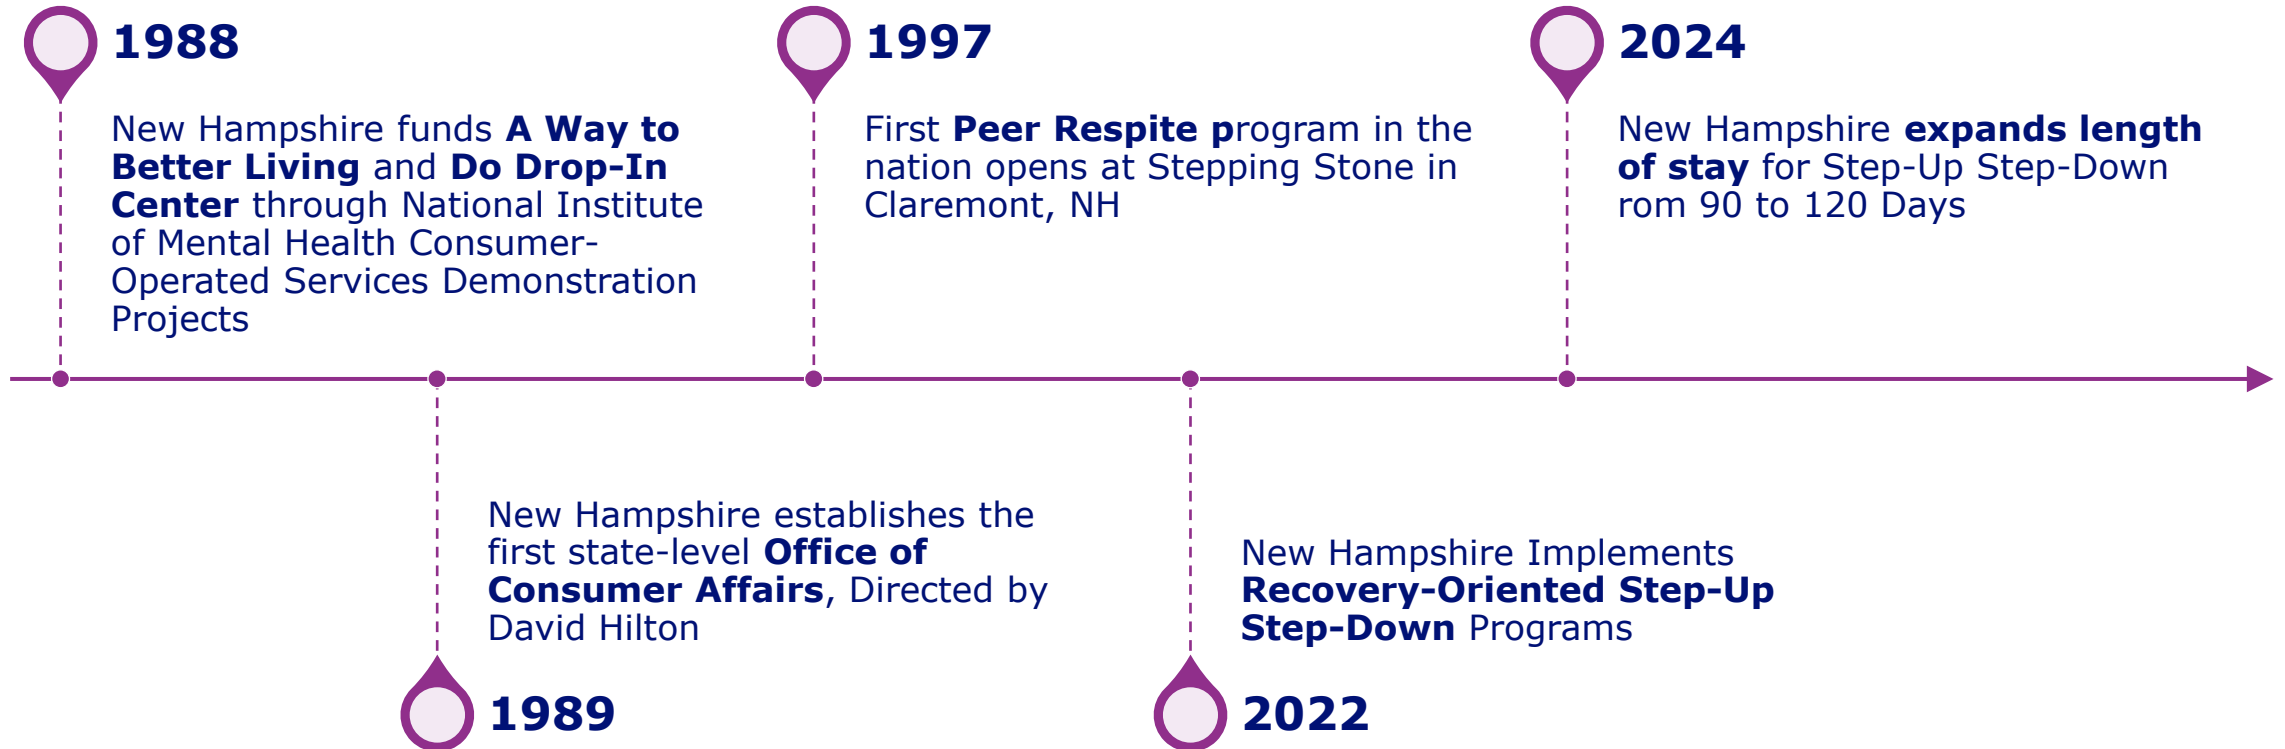 1988
New Hampshire funds A Way to
Better Living and Do Drop-In
Center through National Institute
of Mental Health Consumer-
Operated Services Demonstration
Projects
1989
New Hampshire establishes the
first state-level Office of
Consumer Affairs, Directed by
David Hilton
1997
First Peer Respite program in the
nation opens at Stepping Stone in
Claremont, NH
2022
New Hampshire Implements
Recovery-Oriented Step-Up
Step-Down Programs
2024
New Hampshire expands length
of stay for Step-Up Step-Down
rom 90 to 120 Days